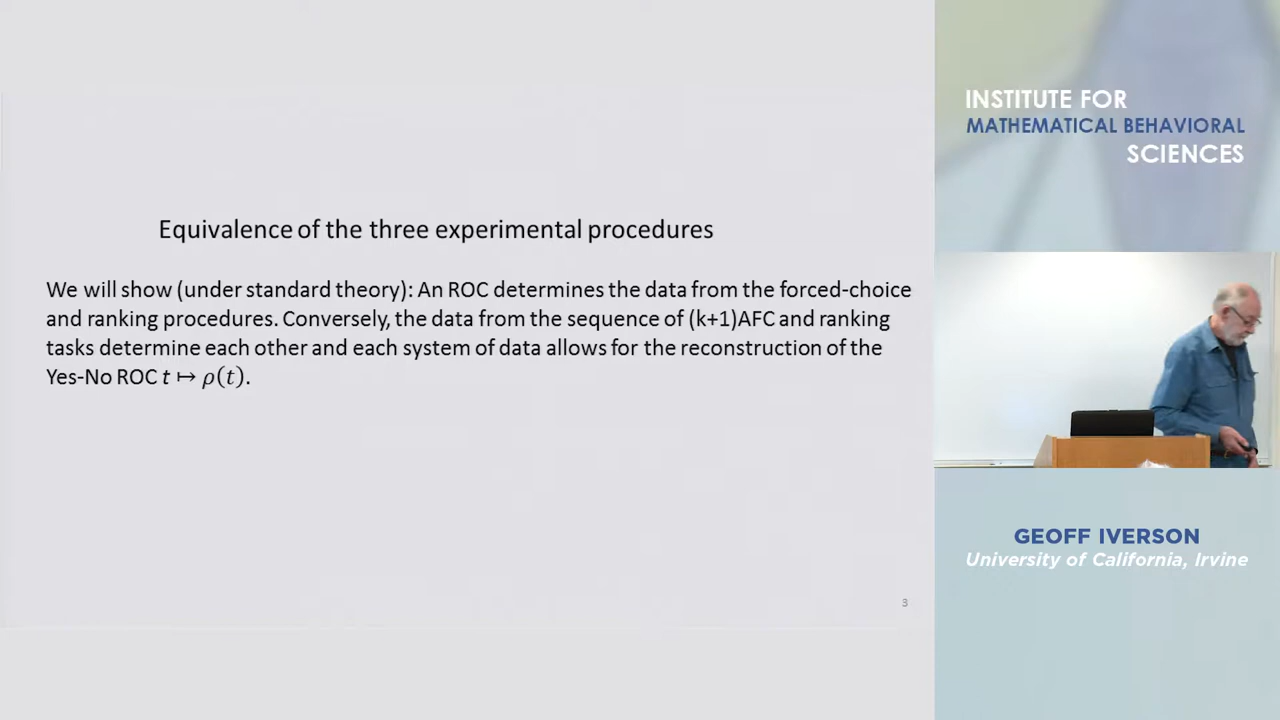 Equivalence of the three experimental procedures
We will show (under standard theory): An ROC determines the data from the forced-choice
and ranking procedures. Conversely, the data from the sequence of (k+1)AFC and ranking
tasks determine each other and each system of data allows for the reconstruction of the
Yes-No ROC t ↦ ρ(t).
3
INSTITUTE FOR
MATHEMATICAL BEHAVIORAL
SCIENCES
GEOFF IVERSON
University of California, Irvine